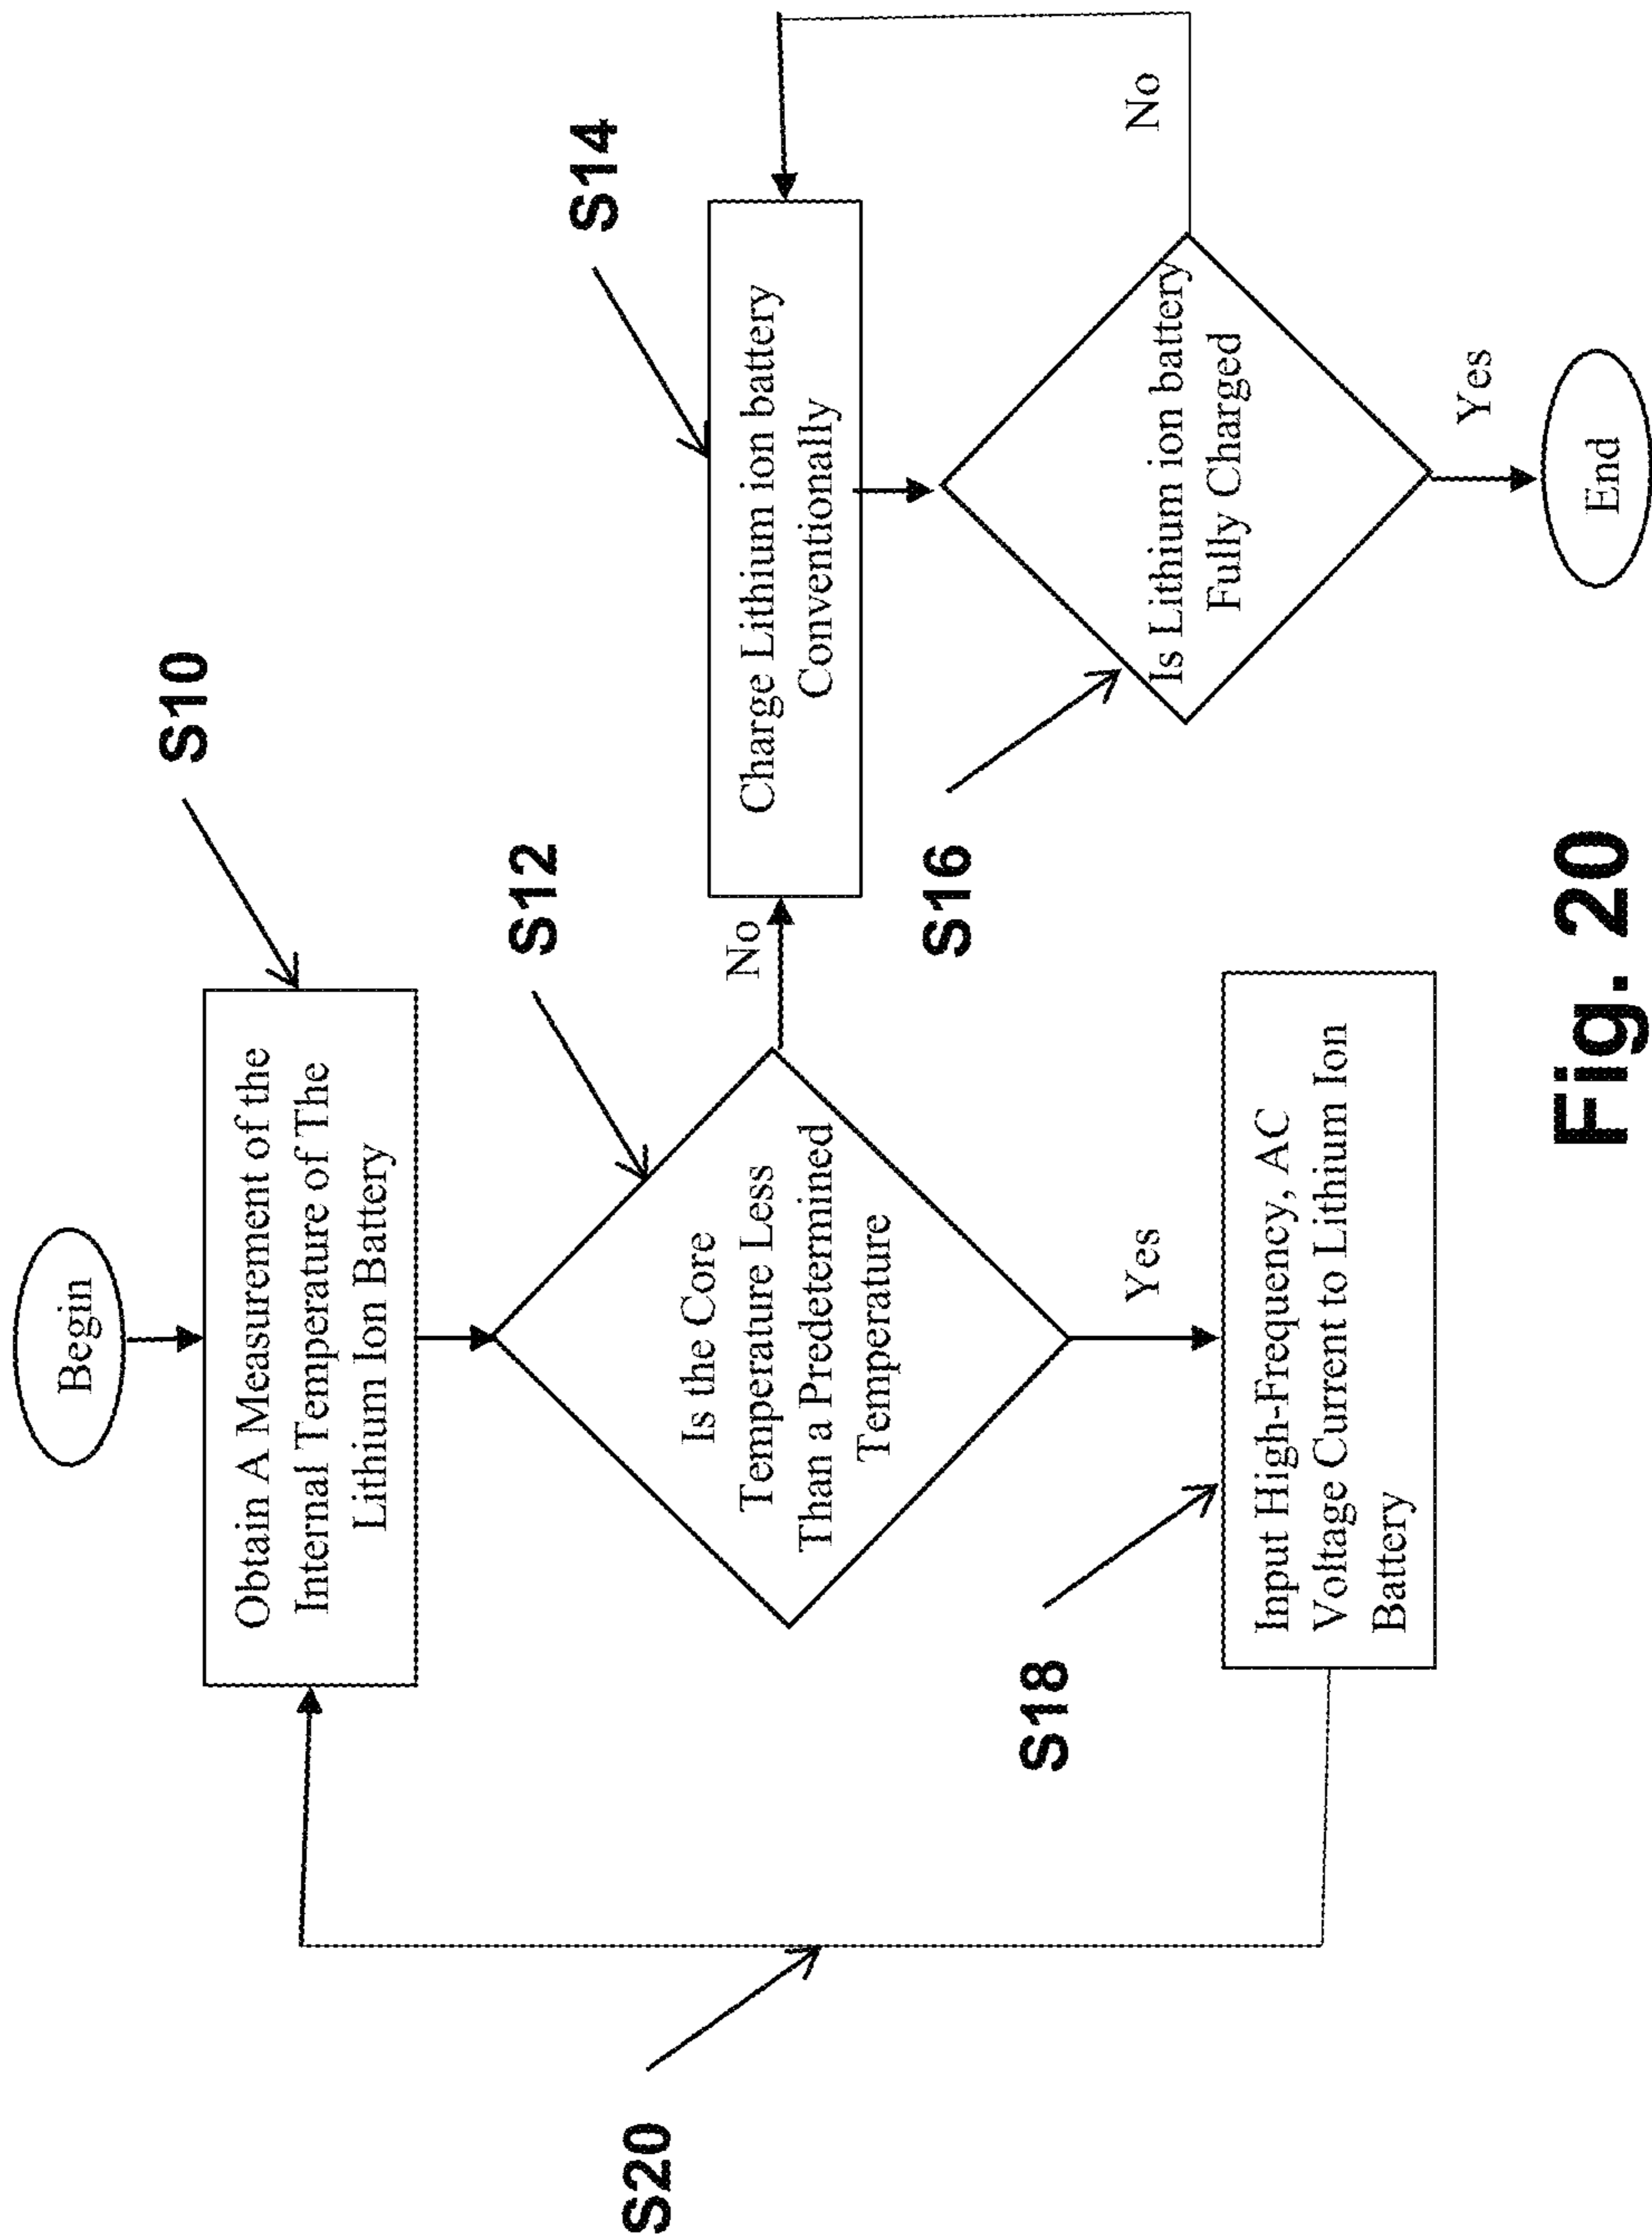 Begin
S10
Obtain A Measurement of the
Internal Temperature of The
Lithium Ion Battery
S12
Is the Core
Temperature Less
Than a Predetermined
Temperature
No
S14
Charge Lithium ion battery
Conventionally
S16
Is Lithium ion battery
Fully Charged
No
Yes
End
Yes
S18
Input High-Frequency, AC
Voltage Current to Lithium Ion
Battery
S20
Fig. 20